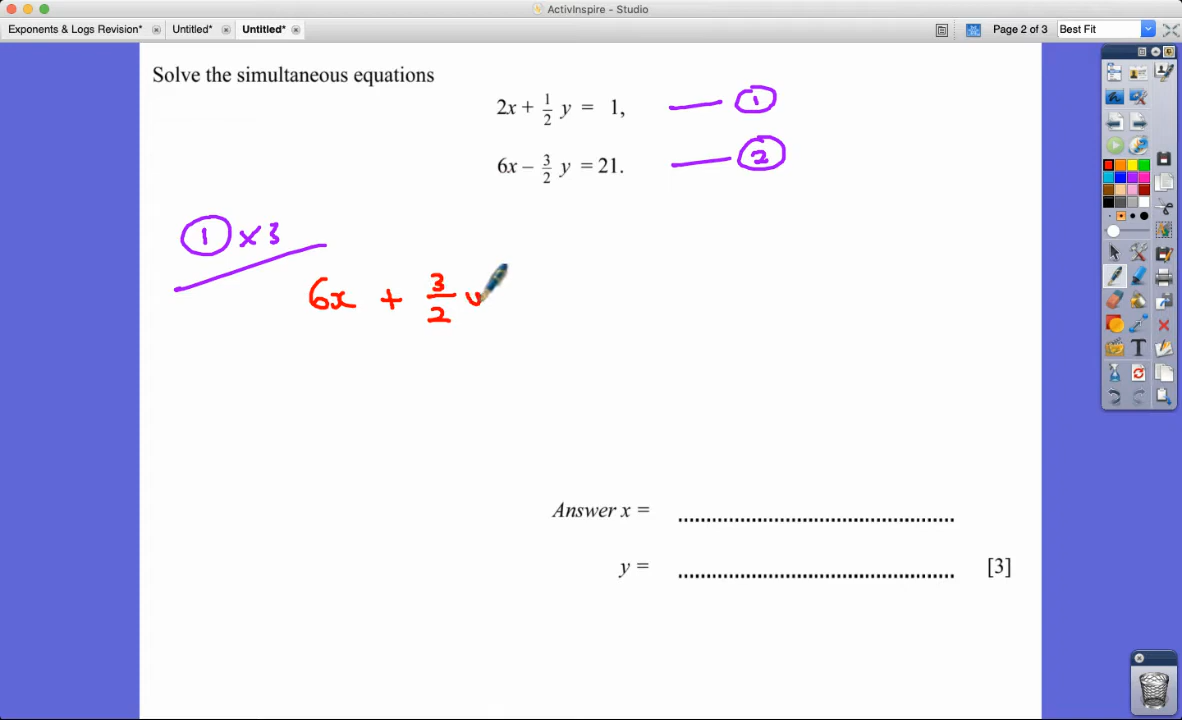 ActivInspire - Studio
Exponents & Logs Revision* Untitled* Untitled* Page 2 of 3 Best Fit
Solve the simultaneous equations
2x + 1/2 y = 1, 1
6x – 3/2 y = 21. 2
1 × 3
6x + 3/2
Answer x = ................................................
y = ................................................ [3]